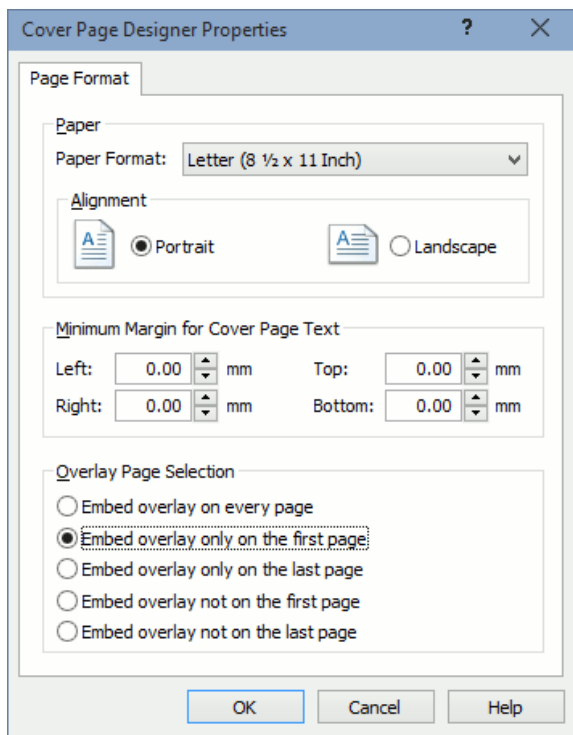 Cover Page Designer Properties ?
Page Format
Paper
Paper Format: Letter (8 ½ x 11 Inch)
Alignment
Portrait Landscape
Minimum Margin for Cover Page Text
Left: 0.00 mm Top: 0.00 mm
Right: 0.00 mm Bottom: 0.00 mm
Overlay Page Selection
Embed overlay on every page
Embed overlay only on the first page
Embed overlay only on the last page
Embed overlay not on the first page
Embed overlay not on the last page
OK Cancel Help